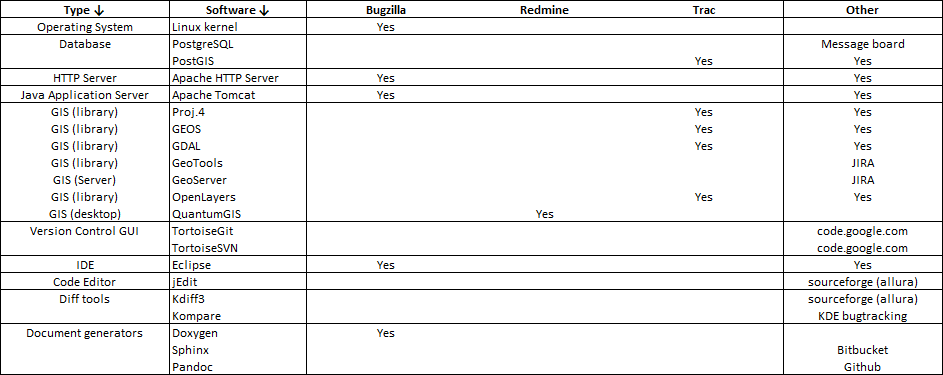 Type ↓ Software ↓ Bugzilla Redmine Trac Other
Operating System Linux kernel Yes
Database PostgreSQL Message board
PostGIS Yes Yes
HTTP Server Apache HTTP Server Yes Yes
Java Application Server Apache Tomcat Yes Yes
GIS (library) Proj.4 Yes Yes
GIS (library) GEOS Yes Yes
GIS (library) GDAL Yes Yes
GIS (library) GeoTools JIRA
GIS (Server) GeoServer JIRA
GIS (library) OpenLayers Yes Yes
GIS (desktop) QuantumGIS Yes
Version Control GUI TortoiseGit code.google.com
TortoiseSVN code.google.com
IDE Eclipse Yes Yes
Code Editor jEdit sourceforge (allura)
Diff tools Kdiff3 sourceforge (allura)
Kompare KDE bugtracking
Document generators Doxygen Yes
Sphinx Bitbucket
Pandoc Github